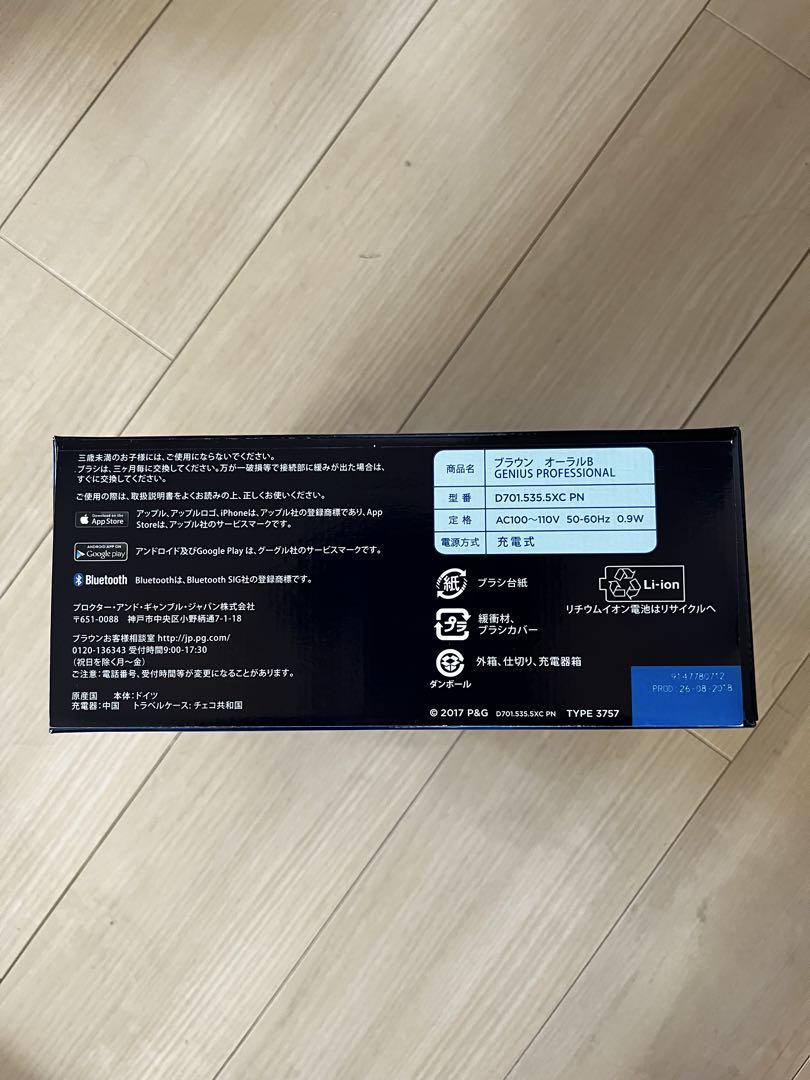 三歳未満のお子様には、ご使用にならないでください。
ブラシは、三ヶ月毎に交換してください。万が一破損等で接続部に緩みが出た場合は、
すぐに交換してください。
ご使用の際は、取扱説明書をよくお読みの上、正しくお使いください。
Download on the
App Store
アップル、アップルロゴ、iPhoneは、アップル社の登録商標であり、App
Storeは、アップル社のサービスマークです。
ANDROID APP ON
Google play
アンドロイド及びGoogle Play は、グーグル社のサービスマークです。
Bluetooth
Bluetoothは、Bluetooth SIG社の登録商標です。
プロクター・アンド・ギャンブル・ジャパン株式会社
〒651-0088 神戸市中央区小野柄通7-1-18
ブラウンお客様相談室 http://jp.pg.com/
0120-136343 受付時間9:00-17:30
(祝日を除く月〜金)
ご注意:電話番号、受付時間等が変更になることがあります。
原産国 本体:ドイツ
充電器:中国 トラベルケース:チェコ共和国
商品名 ブラウン オーラルB
GENIUS PROFESSIONAL
型番 D701.535.5XC PN
定格 AC100〜110V 50-60Hz 0.9W
電源方式 充電式
紙 ブラシ台紙
プラ 緩衝材、
ブラシカバー
ダンボール 外箱、仕切り、充電器箱
Li-ion
リチウムイオン電池はリサイクルへ
9147780712
PROD:26-08-2018
© 2017 P&G D701.535.5XC PN TYPE 3757